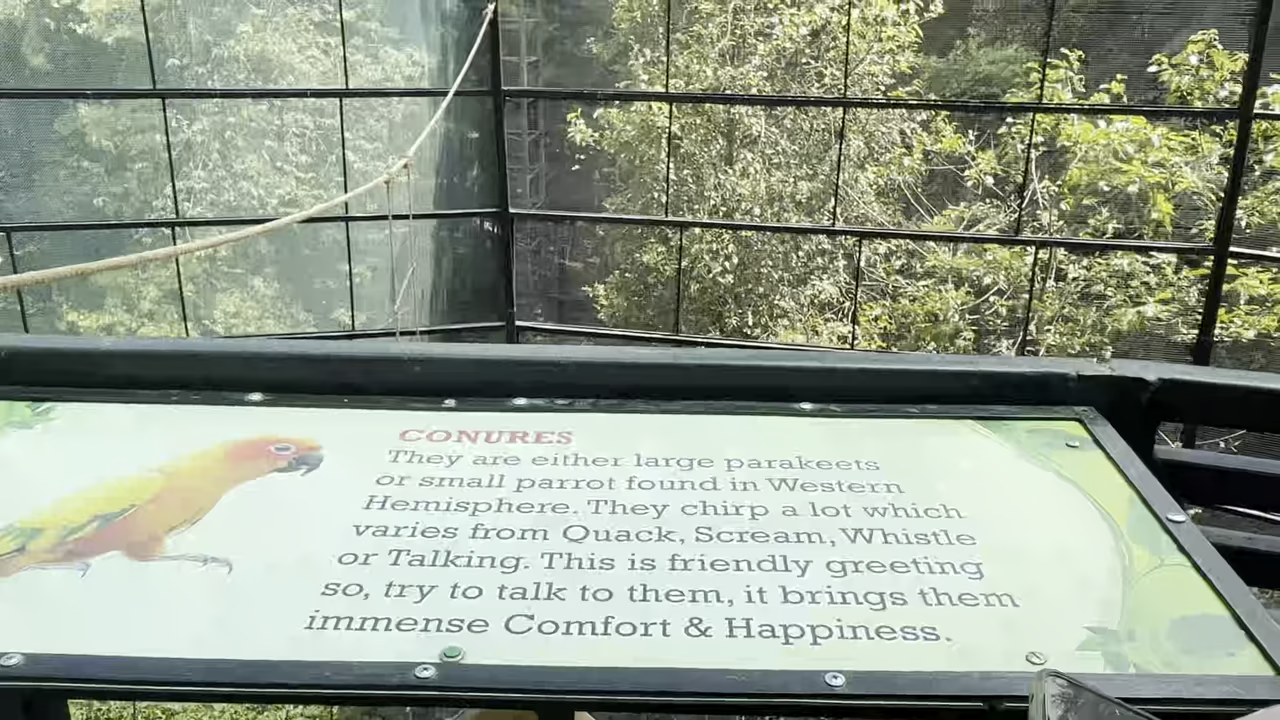 CONURES
They are either large parakeets
or small parrot found in Western
Hemisphere. They chirp a lot which
varies from Quack, Scream, Whistle
or Talking. This is friendly greeting
so, try to talk to them, it brings them
immense Comfort & Happiness.